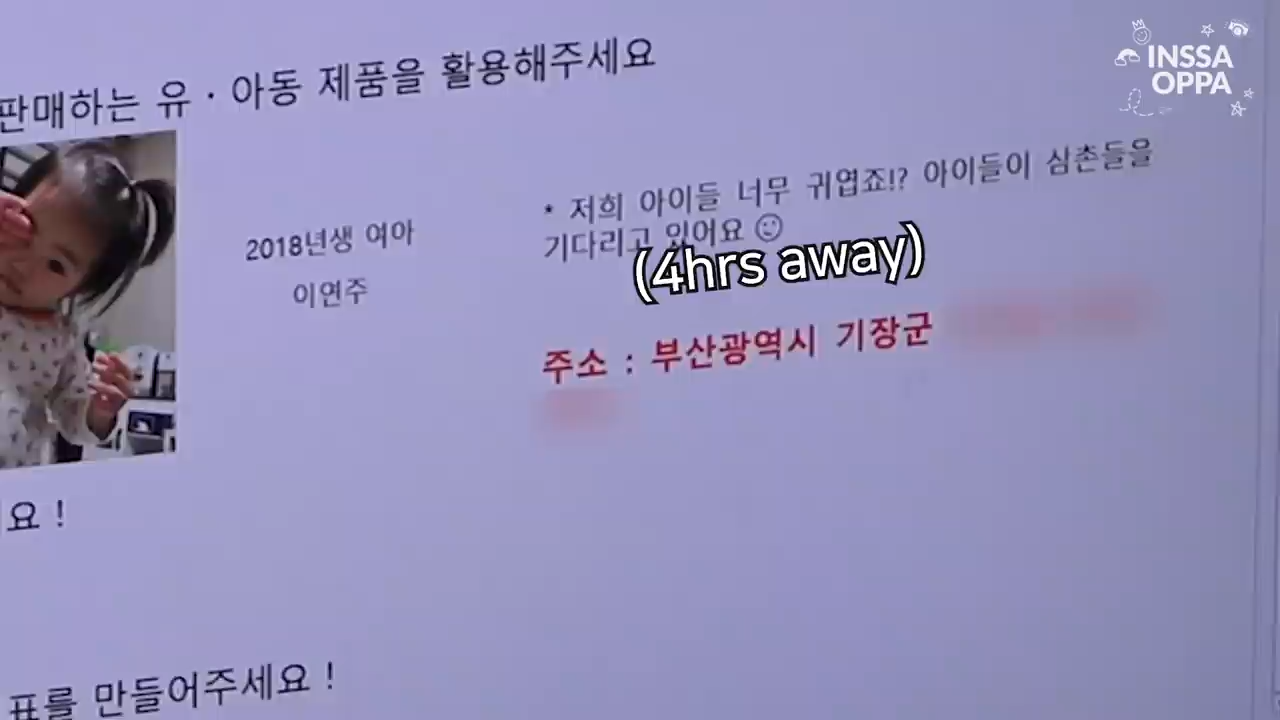 INSSA
OPPA
판매하는 유 · 아동 제품을 활용해주세요
2018년생 여아
이연주
* 저희 아이들 너무 귀엽죠!? 아이들이 삼촌들을
기다리고 있어요 ☺
(4hrs away)
주소 : 부산광역시 기장군
요 !
표를 만들어주세요 !